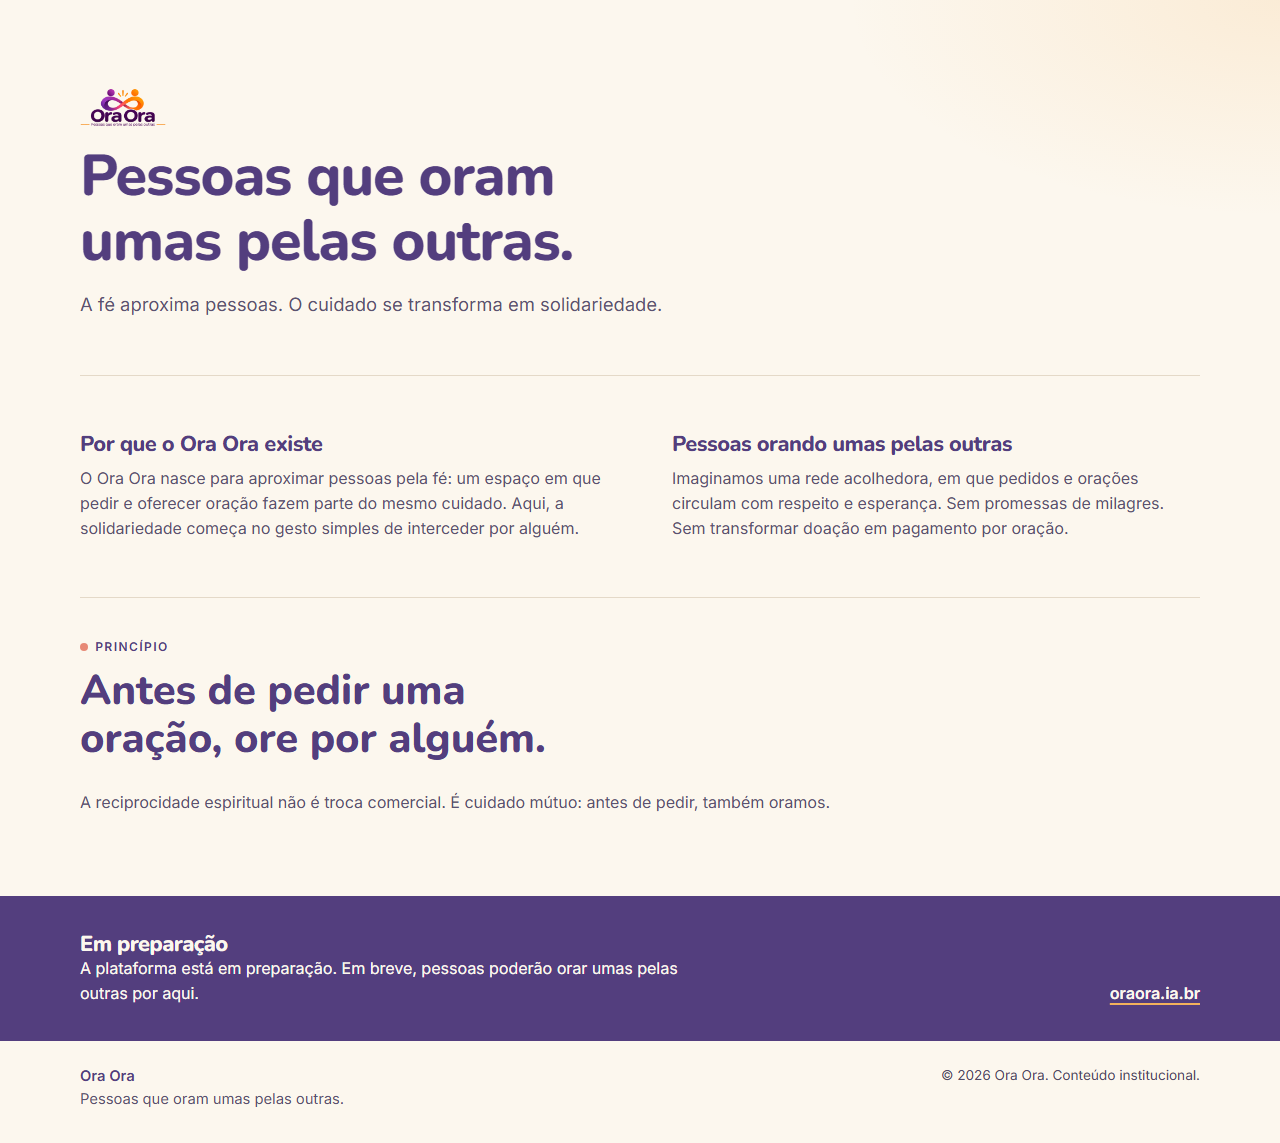 Ora Ora
Pessoas que oram umas pelas outras
Pessoas que oram
umas pelas outras.
A fé aproxima pessoas. O cuidado se transforma em solidariedade.
Por que o Ora Ora existe
O Ora Ora nasce para aproximar pessoas pela fé: um espaço em que
pedir e oferecer oração fazem parte do mesmo cuidado. Aqui, a
solidariedade começa no gesto simples de interceder por alguém.
Pessoas orando umas pelas outras
Imaginamos uma rede acolhedora, em que pedidos e orações
circulam com respeito e esperança. Sem promessas de milagres.
Sem transformar doação em pagamento por oração.
PRINCÍPIO
Antes de pedir uma
oração, ore por alguém.
A reciprocidade espiritual não é troca comercial. É cuidado mútuo: antes de pedir, também oramos.
Em preparação
A plataforma está em preparação. Em breve, pessoas poderão orar umas pelas
outras por aqui.
oraora.ia.br
Ora Ora
Pessoas que oram umas pelas outras.
© 2026 Ora Ora. Conteúdo institucional.